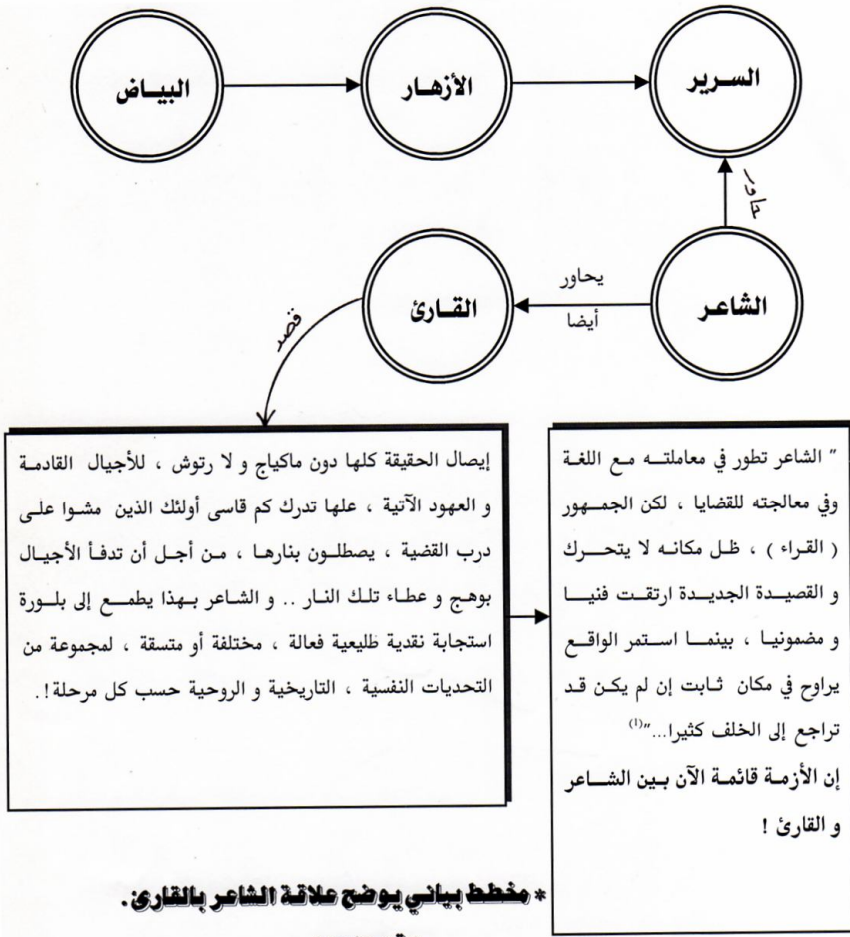 السرير
الأزهار
البياض
حاور
الشاعر
يحاور
أيضا
القارئ
قصد
إيصال الحقيقة كلها دون ماكياج و لا رتوش ، للأجيال القادمة
و العهود الآتية ، علها تدرك كم قاسى أولئك الذين مشوا على
درب القضية ، يصطلون بنارها ، من أجل أن تدفأ الأجيال
بوهج و عطاء تلك النار .. و الشاعر بهذا يطمع إلى بلورة
استجابة نقدية طليعية فعالة ، مختلفة أو متسقة ، لمجموعة من
التحديات النفسية ، التاريخية و الروحية حسب كل مرحلة!.
" الشاعر تطور في معاملته مع اللغة
وفي معالجته للقضايا ، لكن الجمهور
( القراء ) ، ظل مكانه لا يتحرك
و القصيدة الجديدة ارتقت فنيا
و مضمونيا ، بينما استمر الواقع
يراوح في مكان ثابت إن لم يكن قد
تراجع إلى الخلف كثيرا..."(1)
إن الأزمة قائمة الآن بين الشاعر
و القارئ !
* مخطط بياني يوضح علاقة الشاعر بالقارئ.